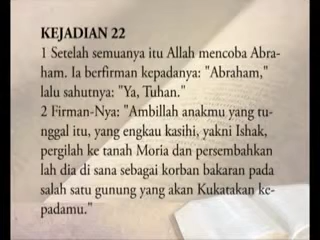 KEJADIAN 22
1 Setelah semuanya itu Allah mencoba Abra-
ham. Ia berfirman kepadanya: "Abraham,"
lalu sahutnya: "Ya, Tuhan."
2 Firman-Nya: "Ambillah anakmu yang tu-
nggal itu, yang engkau kasihi, yakni Ishak,
pergilah ke tanah Moria dan persembahkan
lah dia di sana sebagai korban bakaran pada
salah satu gunung yang akan Kukatakan ke-
padamu."